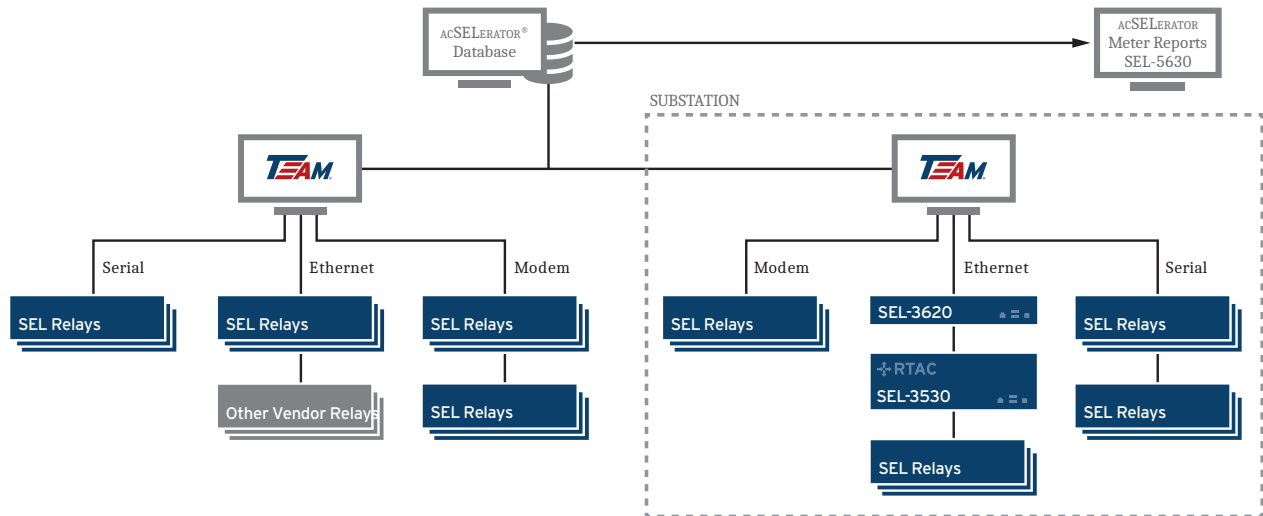 ACSELERATOR®
Database
ACSELERATOR
Meter Reports
SEL-5630
SUBSTATION
TEAM
TEAM
Serial
Ethernet
Modem
Modem
Ethernet
Serial
SEL Relays
SEL Relays
SEL Relays
SEL Relays
SEL-3620
SEL Relays
Other Vendor Relays
SEL Relays
RTAC
SEL-3530
SEL Relays
SEL Relays